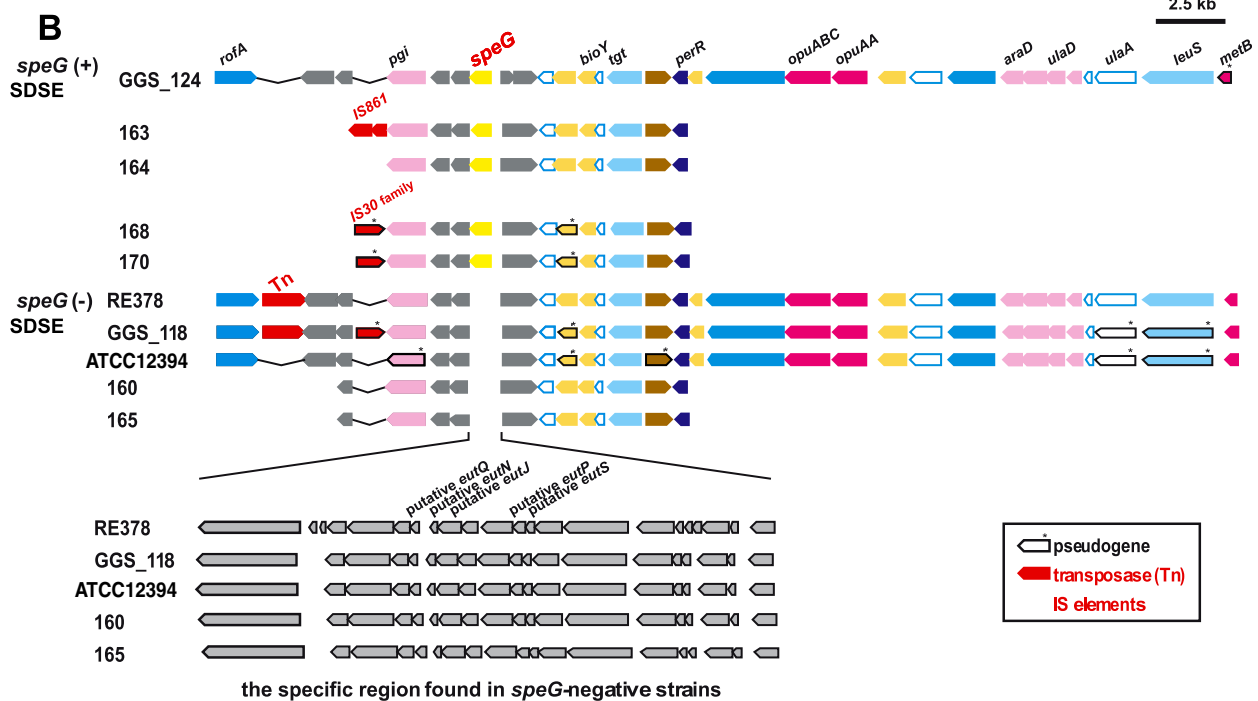 2.5 kb
B
rofA pgi speG bioY tgt perR opuABC opuAA araD ulaD ulaA leuS metB
speG (+)
SDSE
GGS_124 *
IS861
163
164
IS30 family
168 * *
170 * *
Tn
speG (-)
SDSE
RE378
GGS_118 * * * *
ATCC12394 * * * * *
160
165
putative eutQ
putative eutN
putative eutJ
putative eutP
putative eutS
RE378
GGS_118
ATCC12394
160
165
* pseudogene
transposase (Tn)
IS elements
the specific region found in speG-negative strains